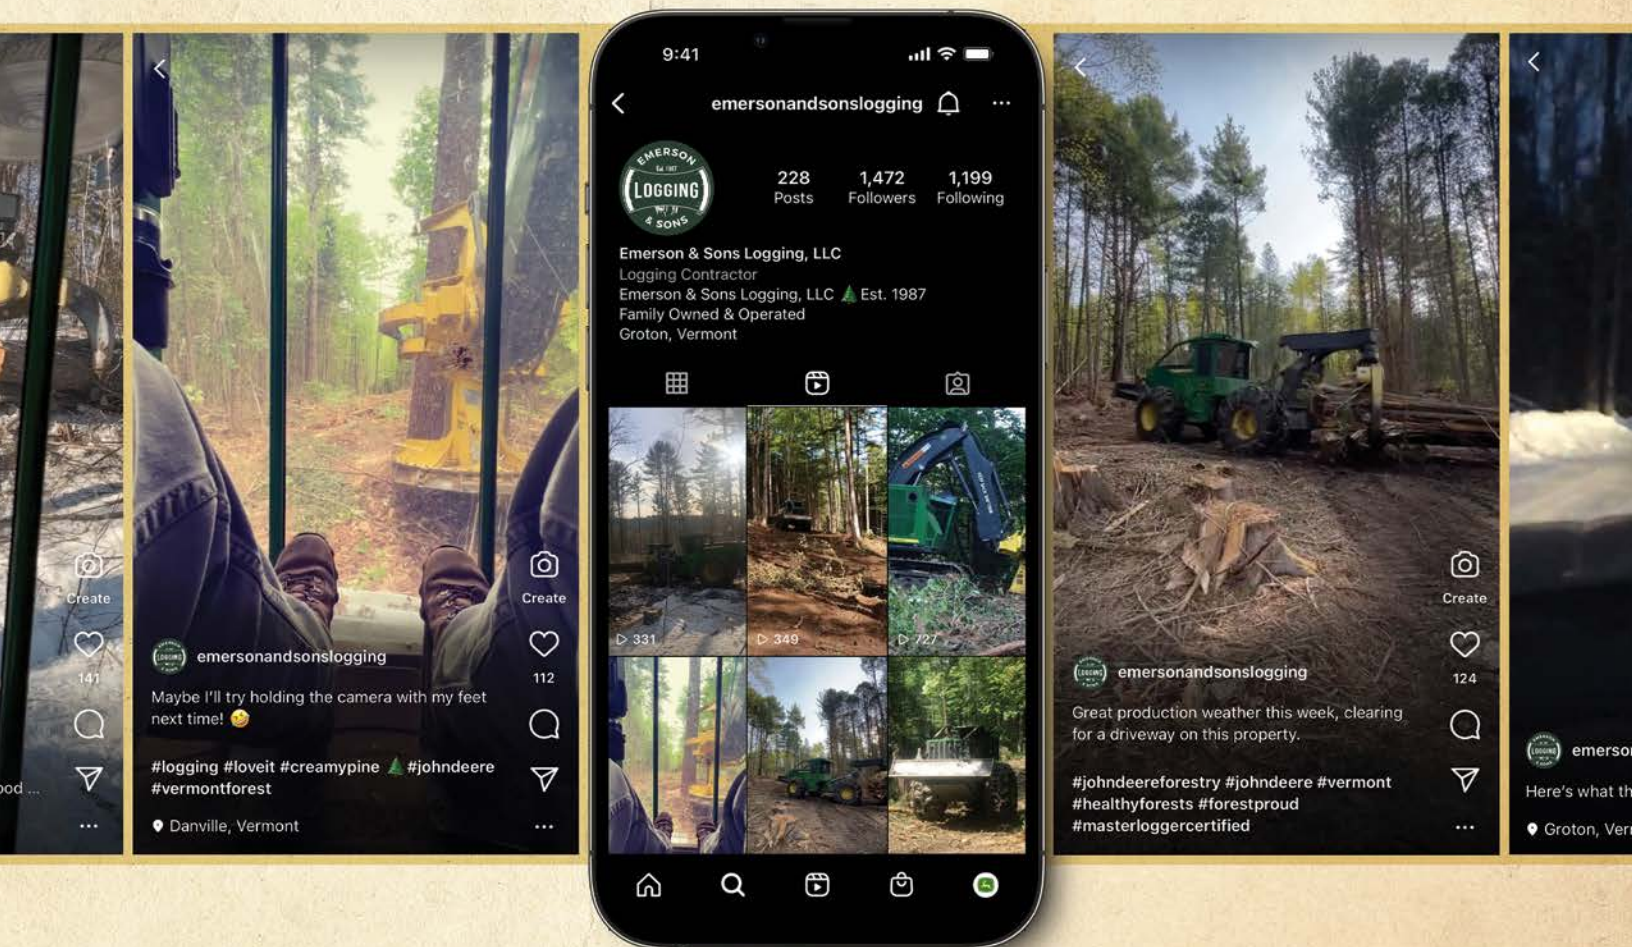 ood ...
Create
141
emersonandsonslogging
Maybe I'll try holding the camera with my feet
next time! 🤣
#logging #loveit #creamypine 🌲 #johndeere
#vermontforest
Danville, Vermont
Create
112
9:41
emersonandsonslogging
EMERSON
Est. 1987
LOGGING
& SONS
228
Posts
1,472
Followers
1,199
Following
Emerson & Sons Logging, LLC
Logging Contractor
Emerson & Sons Logging, LLC 🌲 Est. 1987
Family Owned & Operated
Groton, Vermont
331
349
727
emersonandsonslogging
Great production weather this week, clearing
for a driveway on this property.
#johndeereforestry #johndeere #vermont
#healthyforests #forestproud
#masterloggercertified
Create
124
emerso
Here's what th
Groton, Ver